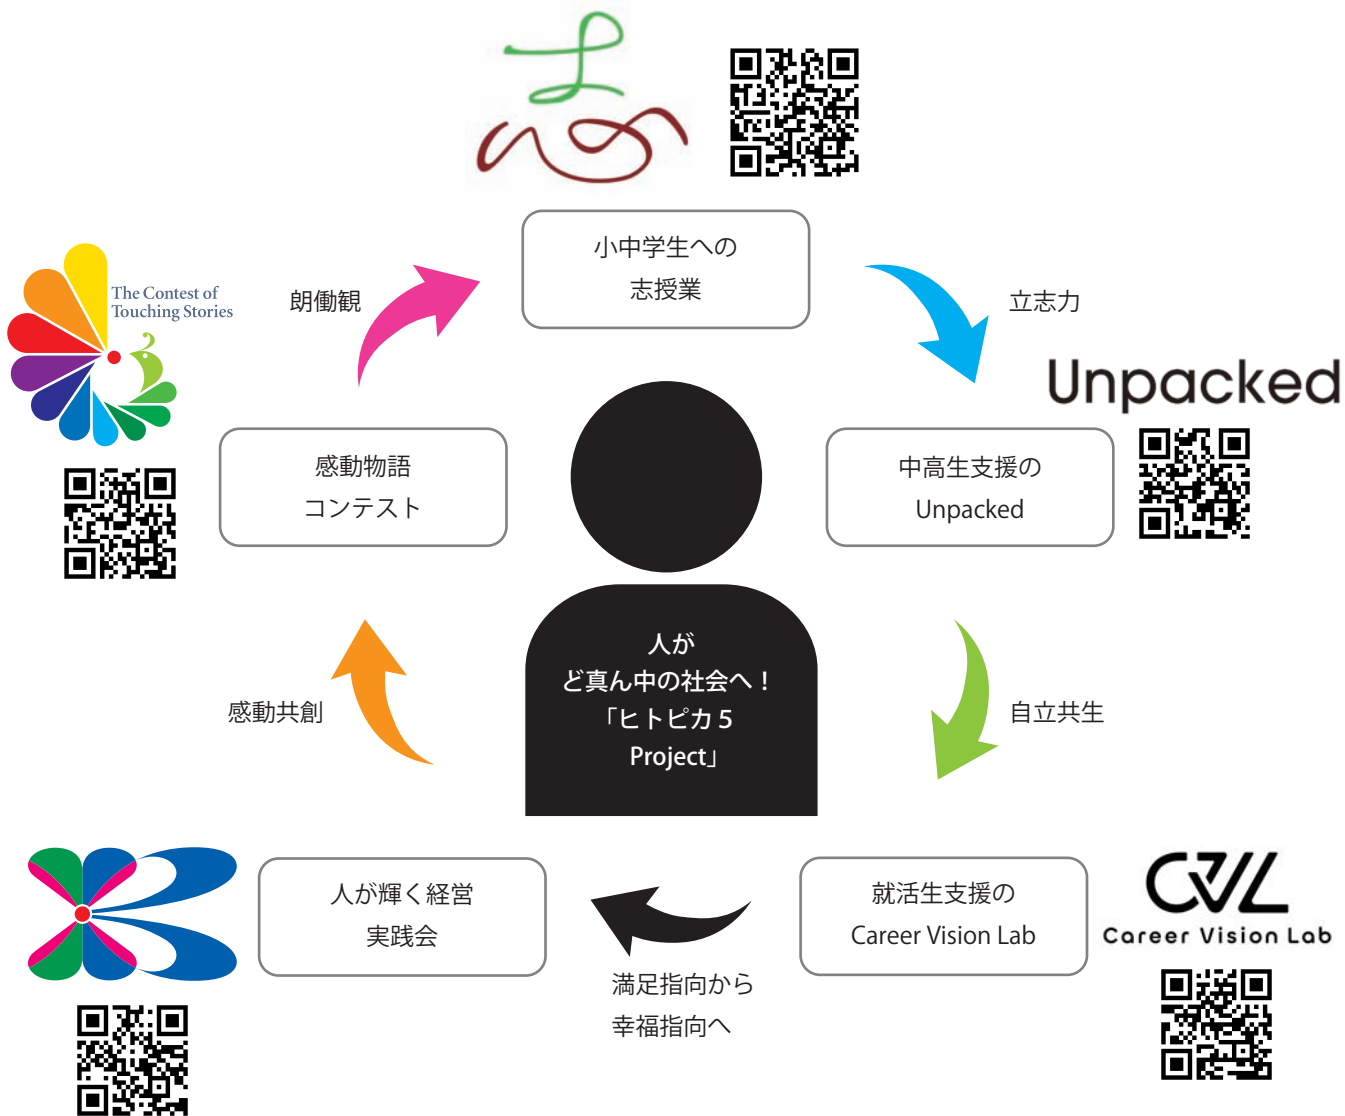 小中学生への
志授業
朗働観
立志力
The Contest of
Touching Stories
Unpacked
感動物語
コンテスト
中高生支援の
Unpacked
人が
ど真ん中の社会へ！
「ヒトピカ５
Project」
感動共創
自立共生
人が輝く経営
実践会
就活生支援の
Career Vision Lab
CVL
Career Vision Lab
満足指向から
幸福指向へ